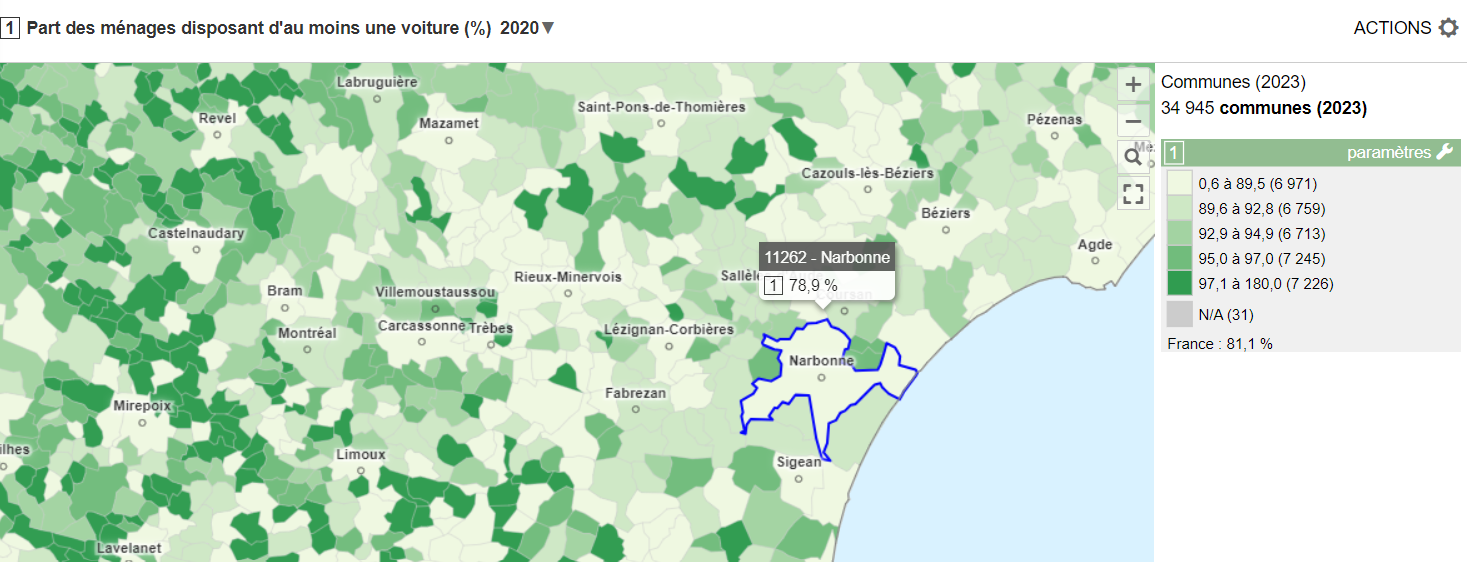 1 Part des ménages disposant d'au moins une voiture (%) 2020▼
ACTIONS
Communes (2023)
34 945 communes (2023)
1 paramètres
0,6 à 89,5 (6 971)
89,6 à 92,8 (6 759)
92,9 à 94,9 (6 713)
95,0 à 97,0 (7 245)
97,1 à 180,0 (7 226)
N/A (31)
France : 81,1 %
Labruguière
Saint-Pons-de-Thomières
Revel
Mazamet
Pézenas
Cazouls-lès-Béziers
Béziers
Castelnaudary
Agde
11262 - Narbonne
1 78,9 %
Rieux-Minervois
Sallèle
Coursan
Bram
Villemoustaussou
Montréal
Carcassonne
Trèbes
Lézignan-Corbières
Narbonne
Fabrezan
Mirepoix
ilhes
Limoux
Sigean
Lavelanet